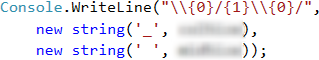 Console.WriteLine("\\{0}/{1}\\{0}/",
new string('_', ),
new string(' ', ));